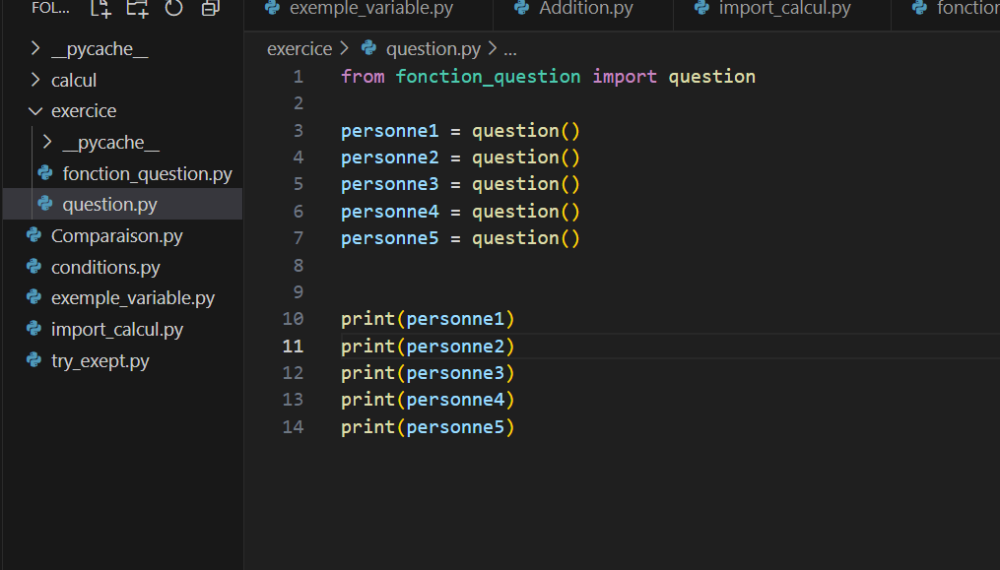 FOL...
exemple_variable.py
Addition.py
import_calcul.py
__pycache__
calcul
exercice
__pycache__
fonction_question.py
question.py
Comparaison.py
conditions.py
exemple_variable.py
import_calcul.py
try_exept.py
exercice > question.py > ...
1 from fonction_question import question
2
3 personne1 = question()
4 personne2 = question()
5 personne3 = question()
6 personne4 = question()
7 personne5 = question()
8
9
10 print(personne1)
11 print(personne2)
12 print(personne3)
13 print(personne4)
14 print(personne5)